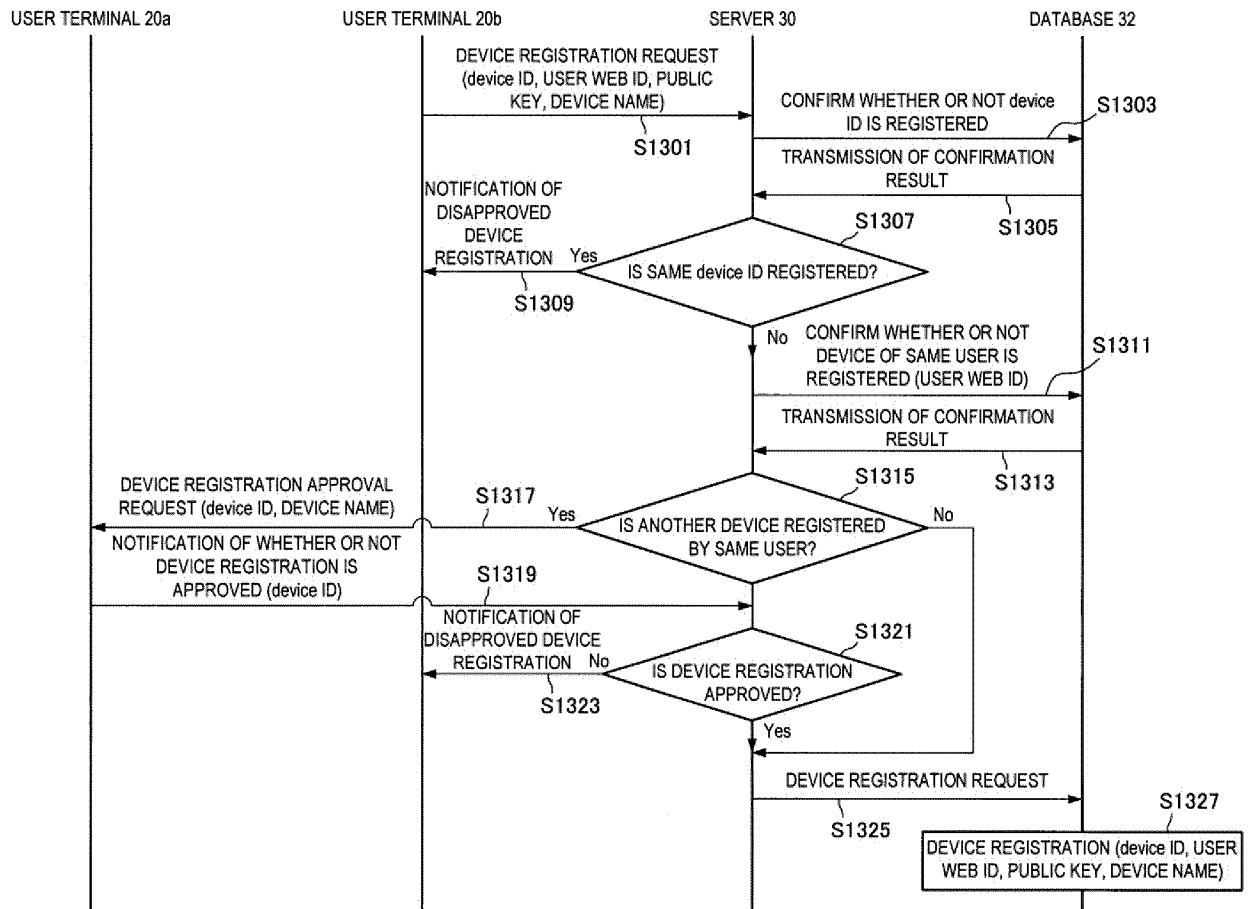 USER TERMINAL 20a
USER TERMINAL 20b
SERVER 30
DATABASE 32
DEVICE REGISTRATION REQUEST
(device ID, USER WEB ID, PUBLIC
KEY, DEVICE NAME)
S1301
CONFIRM WHETHER OR NOT device
ID IS REGISTERED
S1303
TRANSMISSION OF CONFIRMATION
RESULT
S1305
NOTIFICATION OF
DISAPPROVED
DEVICE
REGISTRATION
Yes
S1309
S1307
IS SAME device ID REGISTERED?
No
CONFIRM WHETHER OR NOT
DEVICE OF SAME USER IS
REGISTERED (USER WEB ID)
S1311
TRANSMISSION OF CONFIRMATION
RESULT
S1313
S1315
DEVICE REGISTRATION APPROVAL
REQUEST (device ID, DEVICE NAME)
S1317
Yes
IS ANOTHER DEVICE REGISTERED
BY SAME USER?
No
NOTIFICATION OF WHETHER OR NOT
DEVICE REGISTRATION IS
APPROVED (device ID)
S1319
NOTIFICATION OF
DISAPPROVED DEVICE
REGISTRATION
No
S1323
S1321
IS DEVICE REGISTRATION
APPROVED?
Yes
DEVICE REGISTRATION REQUEST
S1325
S1327
DEVICE REGISTRATION (device ID, USER
WEB ID, PUBLIC KEY, DEVICE NAME)